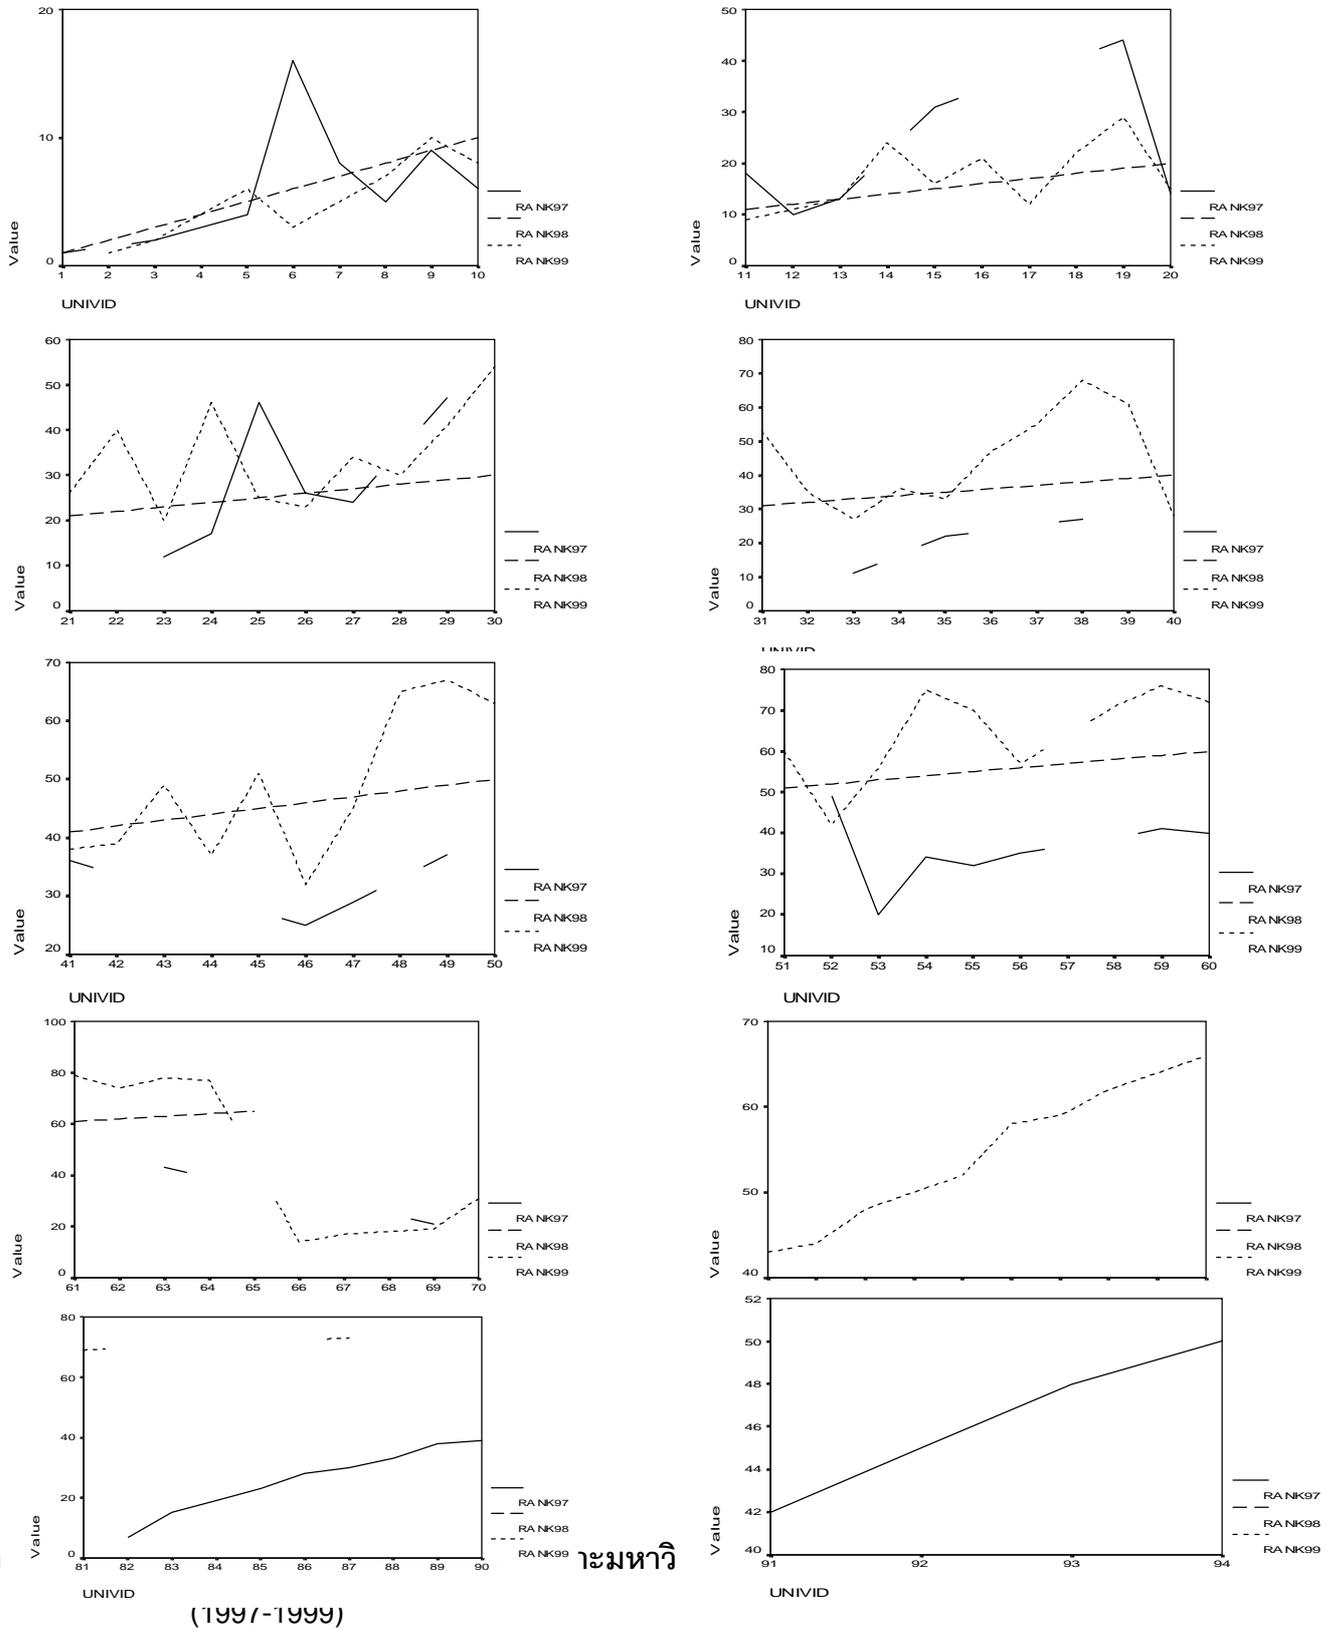 20
10
0
Value
1 2 3 4 5 6 7 8 9 10
UNIVID
RANK97
RANK98
RANK99
50
40
30
20
10
0
Value
11 12 13 14 15 16 17 18 19 20
UNIVID
RANK97
RANK98
RANK99
60
50
40
30
20
10
0
Value
21 22 23 24 25 26 27 28 29 30
RANK97
RANK98
RANK99
80
70
60
50
40
30
20
10
0
Value
31 32 33 34 35 36 37 38 39 40
UNIVID
RANK97
RANK98
RANK99
70
60
50
40
30
20
Value
41 42 43 44 45 46 47 48 49 50
UNIVID
RANK97
RANK98
RANK99
80
70
60
50
40
30
20
10
Value
51 52 53 54 55 56 57 58 59 60
UNIVID
RANK97
RANK98
RANK99
100
80
60
40
20
0
Value
61 62 63 64 65 66 67 68 69 70
RANK97
RANK98
RANK99
70
60
50
40
Value
RANK97
RANK98
RANK99
80
60
40
20
0
Value
81 82 83 84 85 86 87 88 89 90
UNIVID
RANK97
RANK98
RANK99
52
50
48
46
44
42
40
Value
91 92 93 94
UNIVID
RANK97
RANK98
RANK99
าะมหาวิ
(1997-1999)